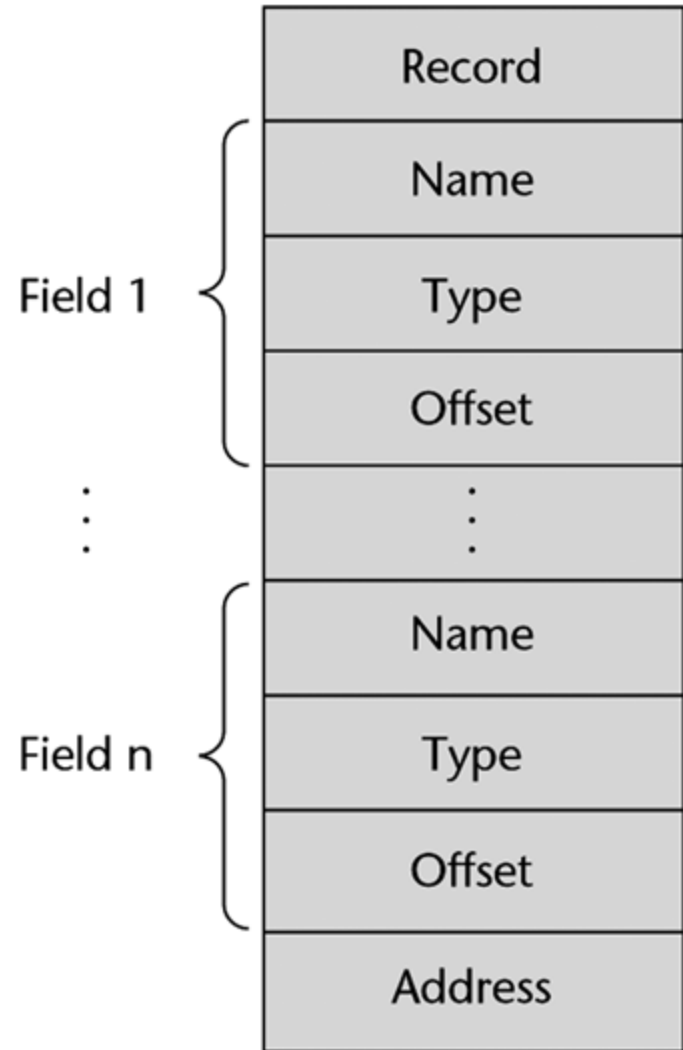 Record
Name
Field 1
Type
Offset
Name
Field n
Type
Offset
Address